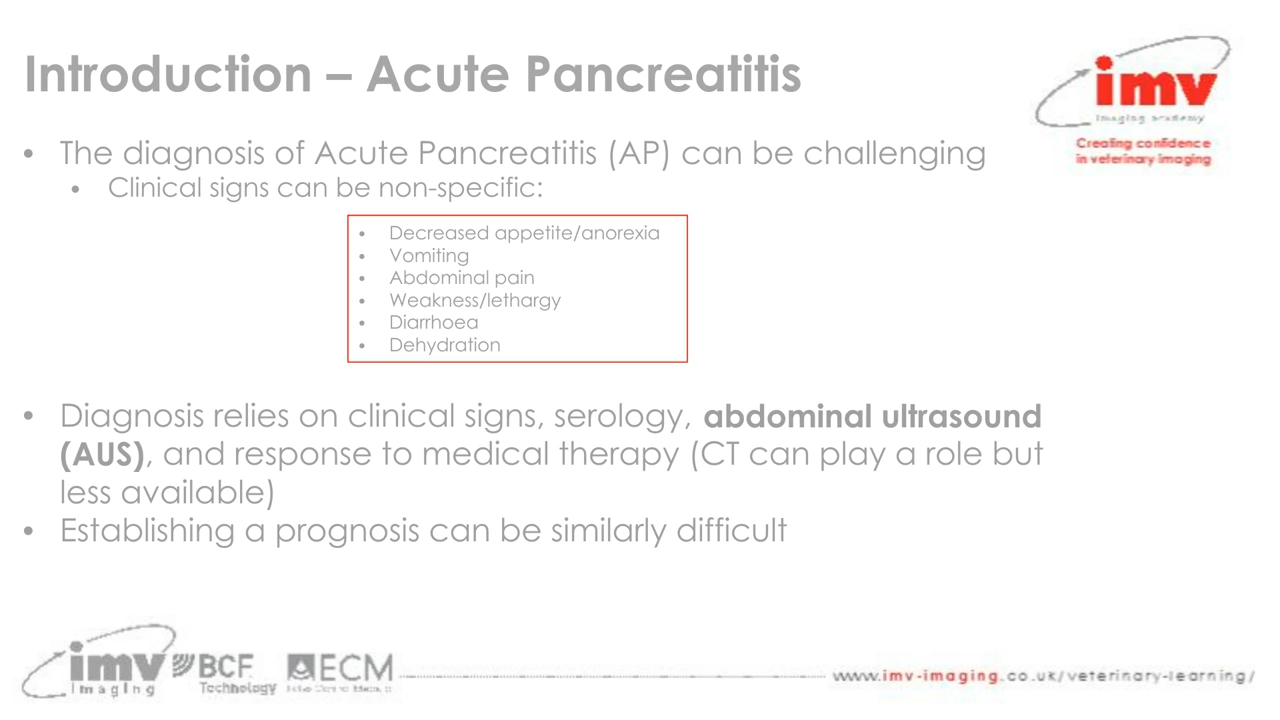 Introduction – Acute Pancreatitis
imv
imaging academy
Creating confidence
in veterinary imaging
• The diagnosis of Acute Pancreatitis (AP) can be challenging
• Clinical signs can be non-specific:
• Decreased appetite/anorexia
• Vomiting
• Abdominal pain
• Weakness/lethargy
• Diarrhoea
• Dehydration
• Diagnosis relies on clinical signs, serology, abdominal ultrasound
(AUS), and response to medical therapy (CT can play a role but
less available)
• Establishing a prognosis can be similarly difficult
imv
imaging
BCF
Technology
ECM
www.imv-imaging.co.uk/veterinary-learning/